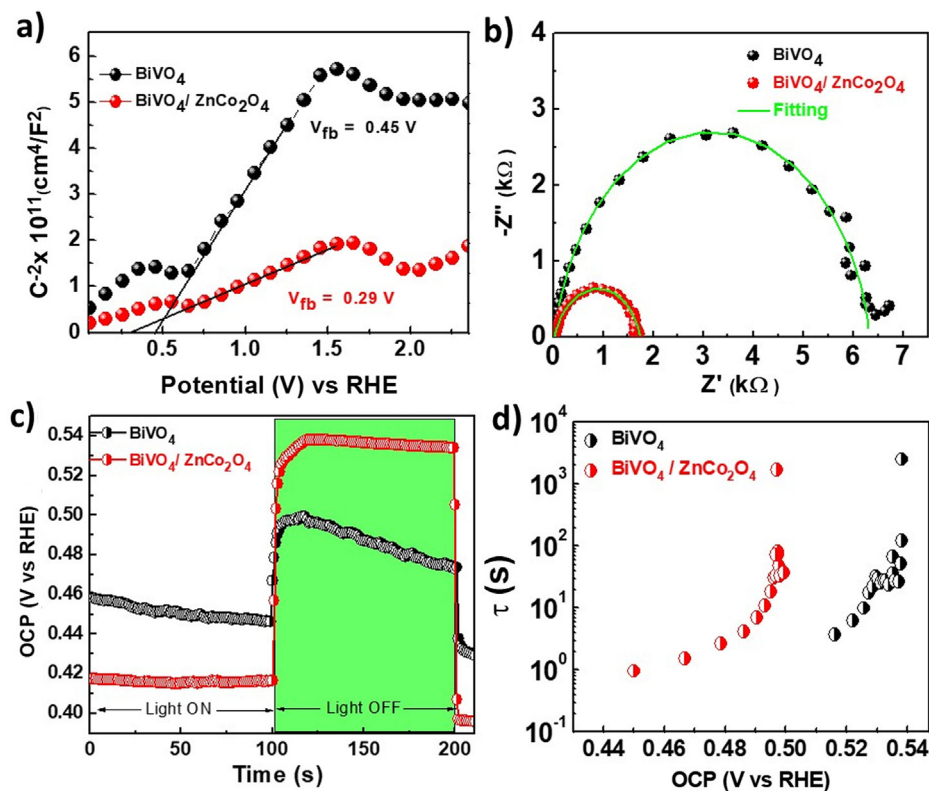 a)
BiVO4
BiVO4/ ZnCo2O4
Vfb = 0.45 V
Vfb = 0.29 V
C-2x 1011(cm4/F2)
6
5
4
3
2
1
0
0.5
1.0
1.5
2.0
Potential (V) vs RHE
b)
BiVO4
BiVO4/ ZnCo2O4
Fitting
-Z" (kΩ)
4
3
2
1
0
0
1
2
3
4
5
6
7
Z' (kΩ)
c)
BiVO4
BiVO4/ ZnCo2O4
OCP (V vs RHE)
0.54
0.52
0.50
0.48
0.46
0.44
0.42
0.40
Light ON
Light OFF
0
50
100
150
200
Time (s)
d)
BiVO4
BiVO4 / ZnCo2O4
τ (s)
104
103
102
101
100
10-1
0.44
0.46
0.48
0.50
0.52
0.54
OCP (V vs RHE)